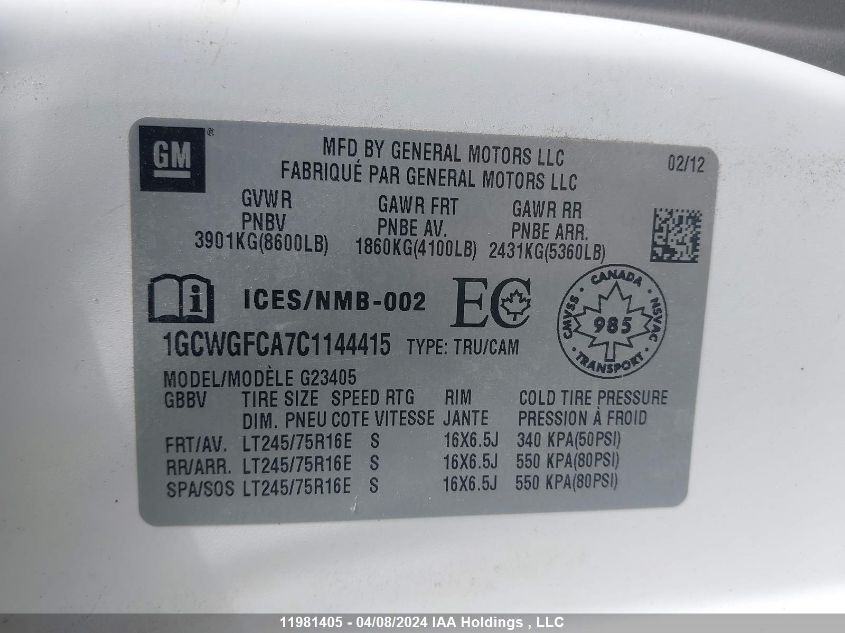 GM ®
MFD BY GENERAL MOTORS LLC 02/12
FABRIQUÉ PAR GENERAL MOTORS LLC
GVWR GAWR FRT GAWR RR
PNBV PNBE AV. PNBE ARR.
3901KG(8600LB) 1860KG(4100LB) 2431KG(5360LB)
i ICES/NMB-002 EC CANADA
CMVSS 985 NSVAC
TRANSPORT
1GCWGFCA7C1144415 TYPE: TRU/CAM
MODEL/MODÈLE G23405
GBBV TIRE SIZE SPEED RTG RIM COLD TIRE PRESSURE
DIM. PNEU COTE VITESSE JANTE PRESSION À FROID
FRT/AV. LT245/75R16E S 16X6.5J 340 KPA(50PSI)
RR/ARR. LT245/75R16E S 16X6.5J 550 KPA(80PSI)
SPA/SOS LT245/75R16E S 16X6.5J 550 KPA(80PSI)
11981405 - 04/08/2024 IAA Holdings , LLC